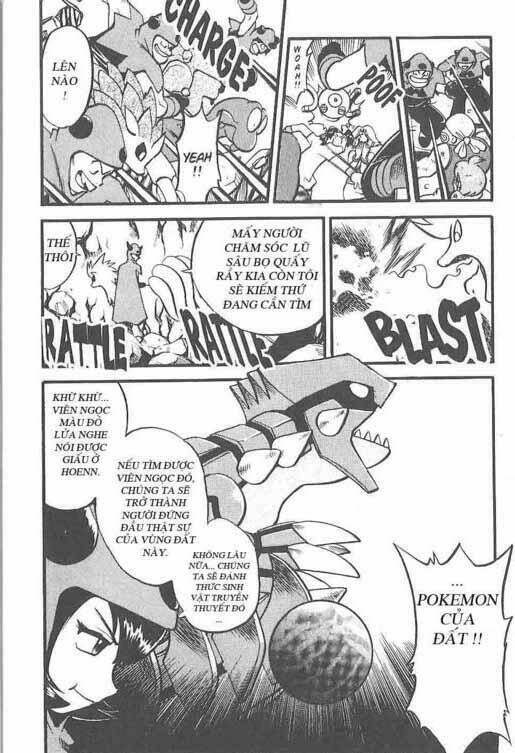 CHARGE
LÊN
NÀO
!
YEAH !!
WOAH!!
POOF
THẾ
THÔI
MẤY NGƯỜI
CHĂM SÓC LŨ
SÂU BỌ QUẤY
RẦY KIA CÒN TÔI
SẼ KIẾM THỨ
ĐANG CẦN TÌM
RATTLE
RATTLE
BLAST
KHỪ KHỪ...
VIÊN NGỌC
MÀU ĐỎ
LỬA NGHE
NÓI ĐƯỢC
GIẤU Ở
HOENN.
NẾU TÌM ĐƯỢC
VIÊN NGỌC ĐÓ,
CHÚNG TA SẼ
TRỞ THÀNH
NGƯỜI ĐỨNG
ĐẦU THẬT SỰ
CỦA VÙNG ĐẤT
NÀY.
KHÔNG LÂU
NỮA... CHÚNG
TA SẼ ĐÁNH
THỨC SINH
VẬT TRUYỀN
THUYẾT ĐÓ
...
...
POKEMON
CỦA
ĐẤT !!